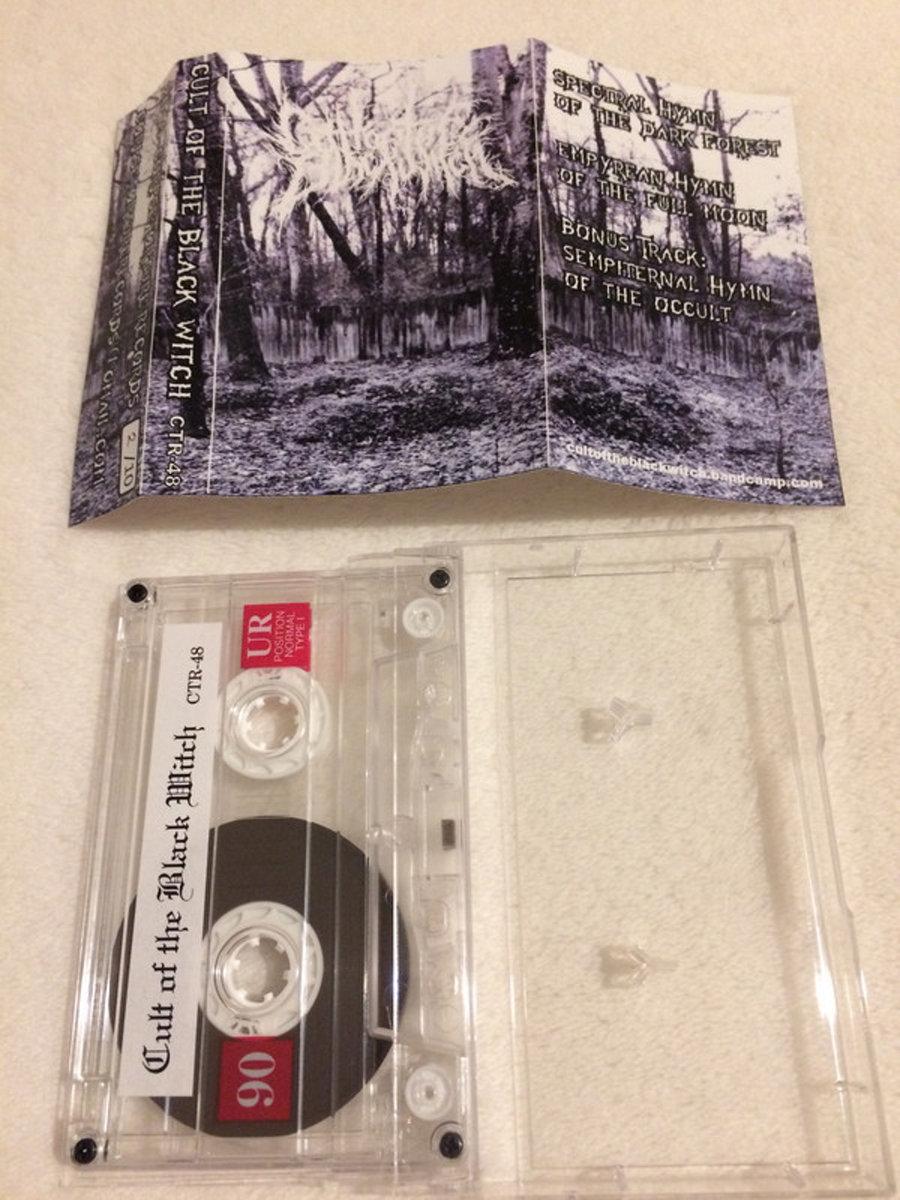 CULT OF THE BLACK WITCH CTR-48
2/10
SPECTRAL HYMN
OF THE DARK FOREST
EMPYREAN HYMN
OF THE FULL MOON
BONUS TRACK:
SEMPITERNAL HYMN
OF THE OCCULT
cultoftheblackwitch.bandcamp.com
Cult of the Black Witch CTR-48
UR
POSITION
NORMAL
TYPE I
90